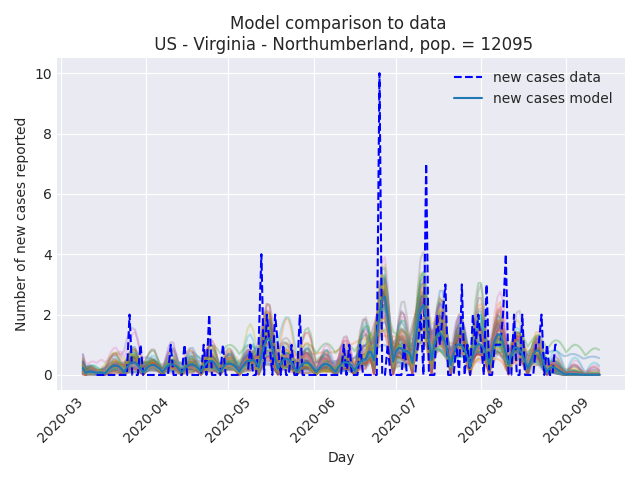 Model comparison to data
US - Virginia - Northumberland, pop. = 12095
new cases data
new cases model
Number of new cases reported
10
8
6
4
2
0
2020-03
2020-04
2020-05
2020-06
2020-07
2020-08
2020-09
Day